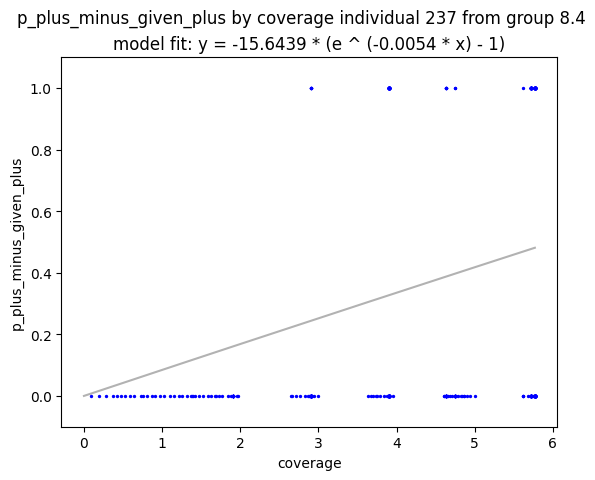 p_plus_minus_given_plus by coverage individual 237 from group 8.4
model fit: y = -15.6439 * (e ^ (-0.0054 * x) - 1)
p_plus_minus_given_plus
1.0
0.8
0.6
0.4
0.2
0.0
0 1 2 3 4 5 6
coverage